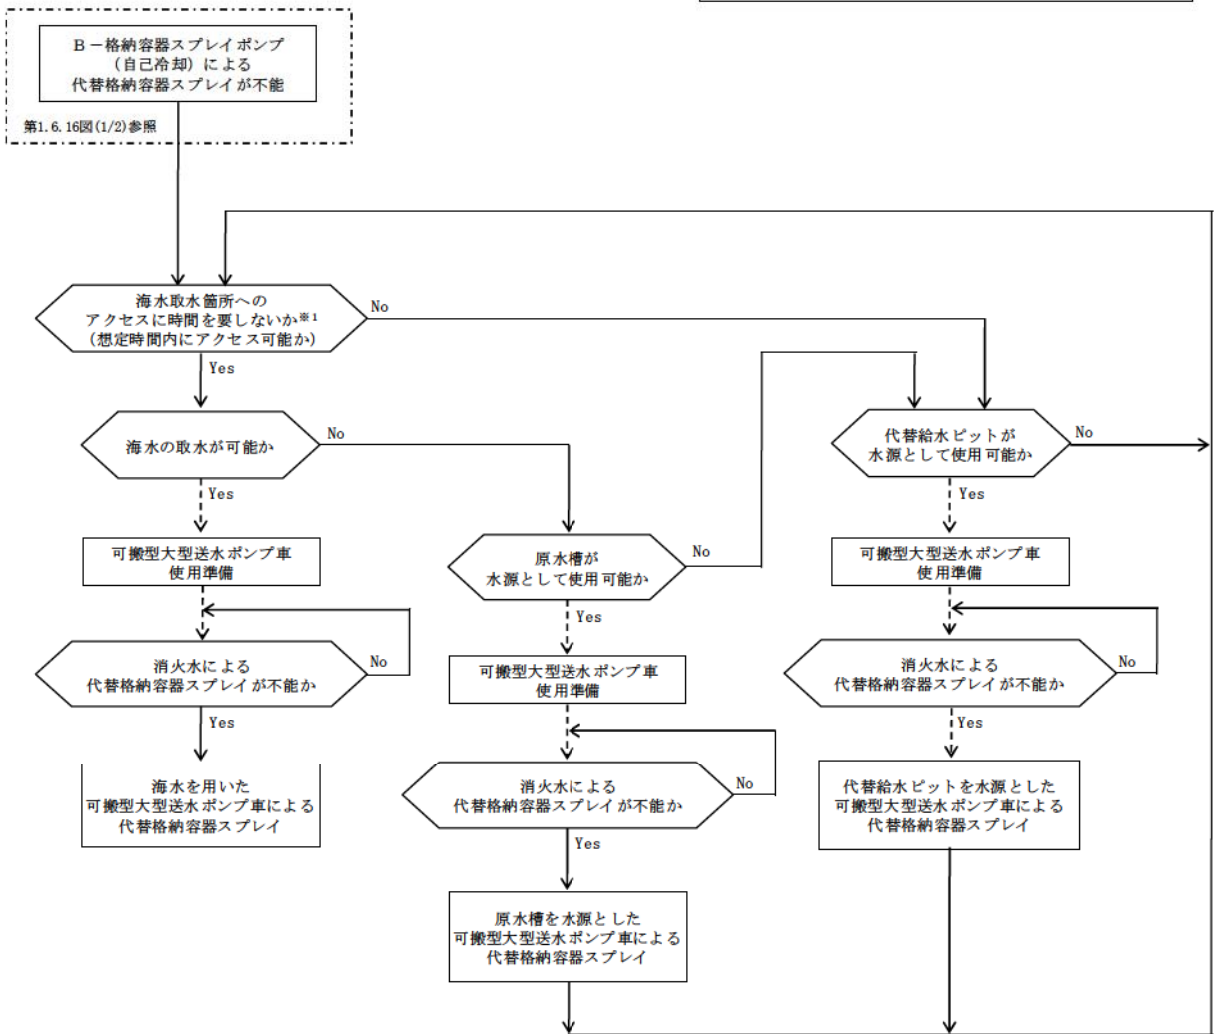 B－格納容器スプレイポンプ
（自己冷却）による
代替格納容器スプレイが不能
第1.6.16図(1/2)参照
海水取水箇所への
アクセスに時間を要しないか※1
（想定時間内にアクセス可能か）
No
Yes
海水の取水が可能か
No
Yes
代替給水ピットが
水源として使用可能か
No
Yes
可搬型大型送水ポンプ車
使用準備
原水槽が
水源として使用可能か
No
Yes
可搬型大型送水ポンプ車
使用準備
消火水による
代替格納容器スプレイが不能か
No
Yes
可搬型大型送水ポンプ車
使用準備
消火水による
代替格納容器スプレイが不能か
No
Yes
海水を用いた
可搬型大型送水ポンプ車による
代替格納容器スプレイ
消火水による
代替格納容器スプレイが不能か
No
Yes
代替給水ピットを水源とした
可搬型大型送水ポンプ車による
代替格納容器スプレイ
原水槽を水源とした
可搬型大型送水ポンプ車による
代替格納容器スプレイ